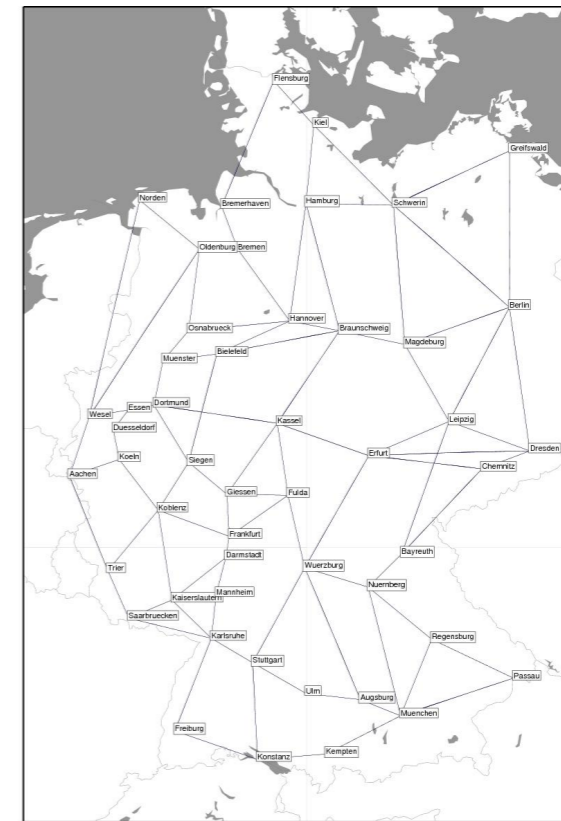 Flensburg
Kiel
Greifswald
Norden
Bremerhaven
Hamburg
Schwerin
Oldenburg
Bremen
Berlin
Hannover
Osnabrueck
Braunschweig
Magdeburg
Bielefeld
Muenster
Dortmund
Essen
Wesel
Duesseldorf
Kassel
Leipzig
Dresden
Erfurt
Koeln
Siegen
Chemnitz
Aachen
Giessen
Fulda
Koblenz
Frankfurt
Bayreuth
Darmstadt
Trier
Wuerzburg
Nuernberg
Mannheim
Kaiserslautern
Saarbruecken
Karlsruhe
Regensburg
Stuttgart
Passau
Ulm
Augsburg
Muenchen
Freiburg
Kempten
Konstanz